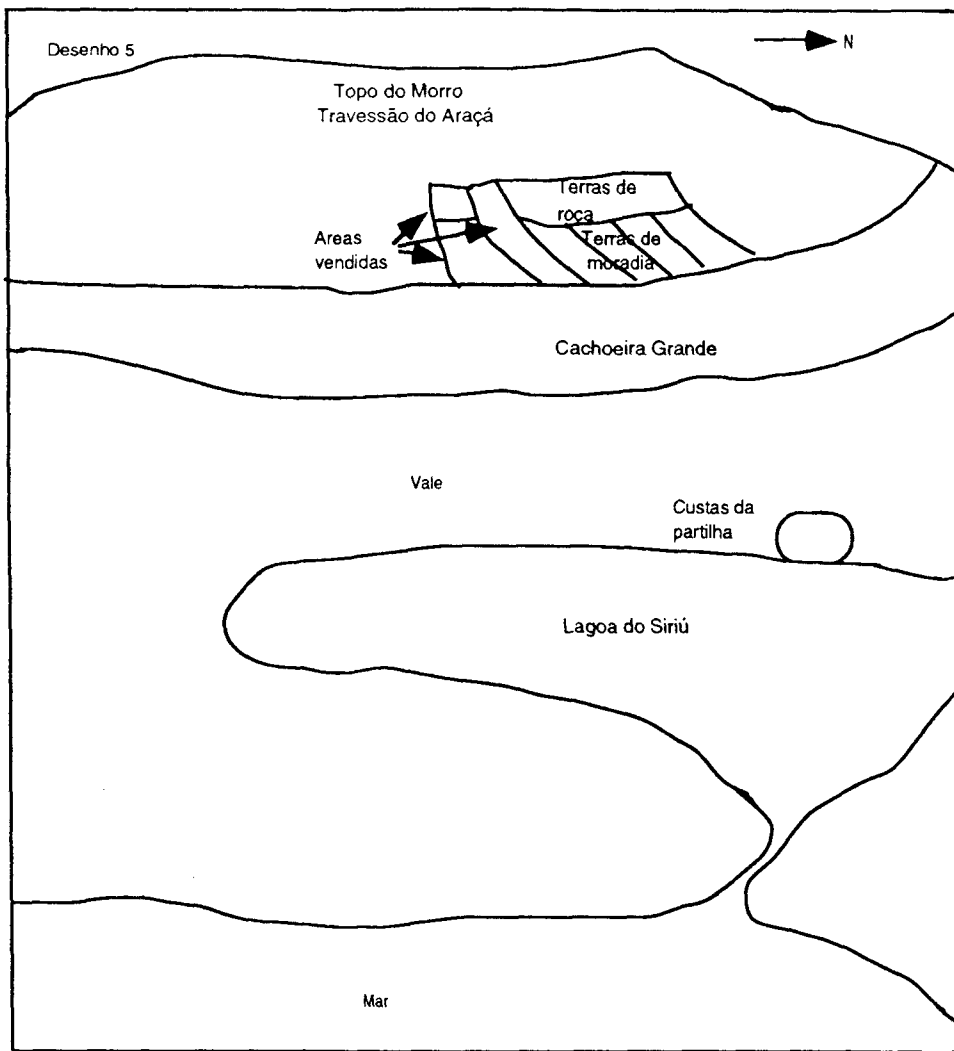 Desenho 5
N
Topo do Morro
Travessão do Araçá
Terras de
roça
Areas
vendidas
Terras de
moradia
Cachoeira Grande
Vale
Custas da
partilha
Lagoa do Siriú
Mar